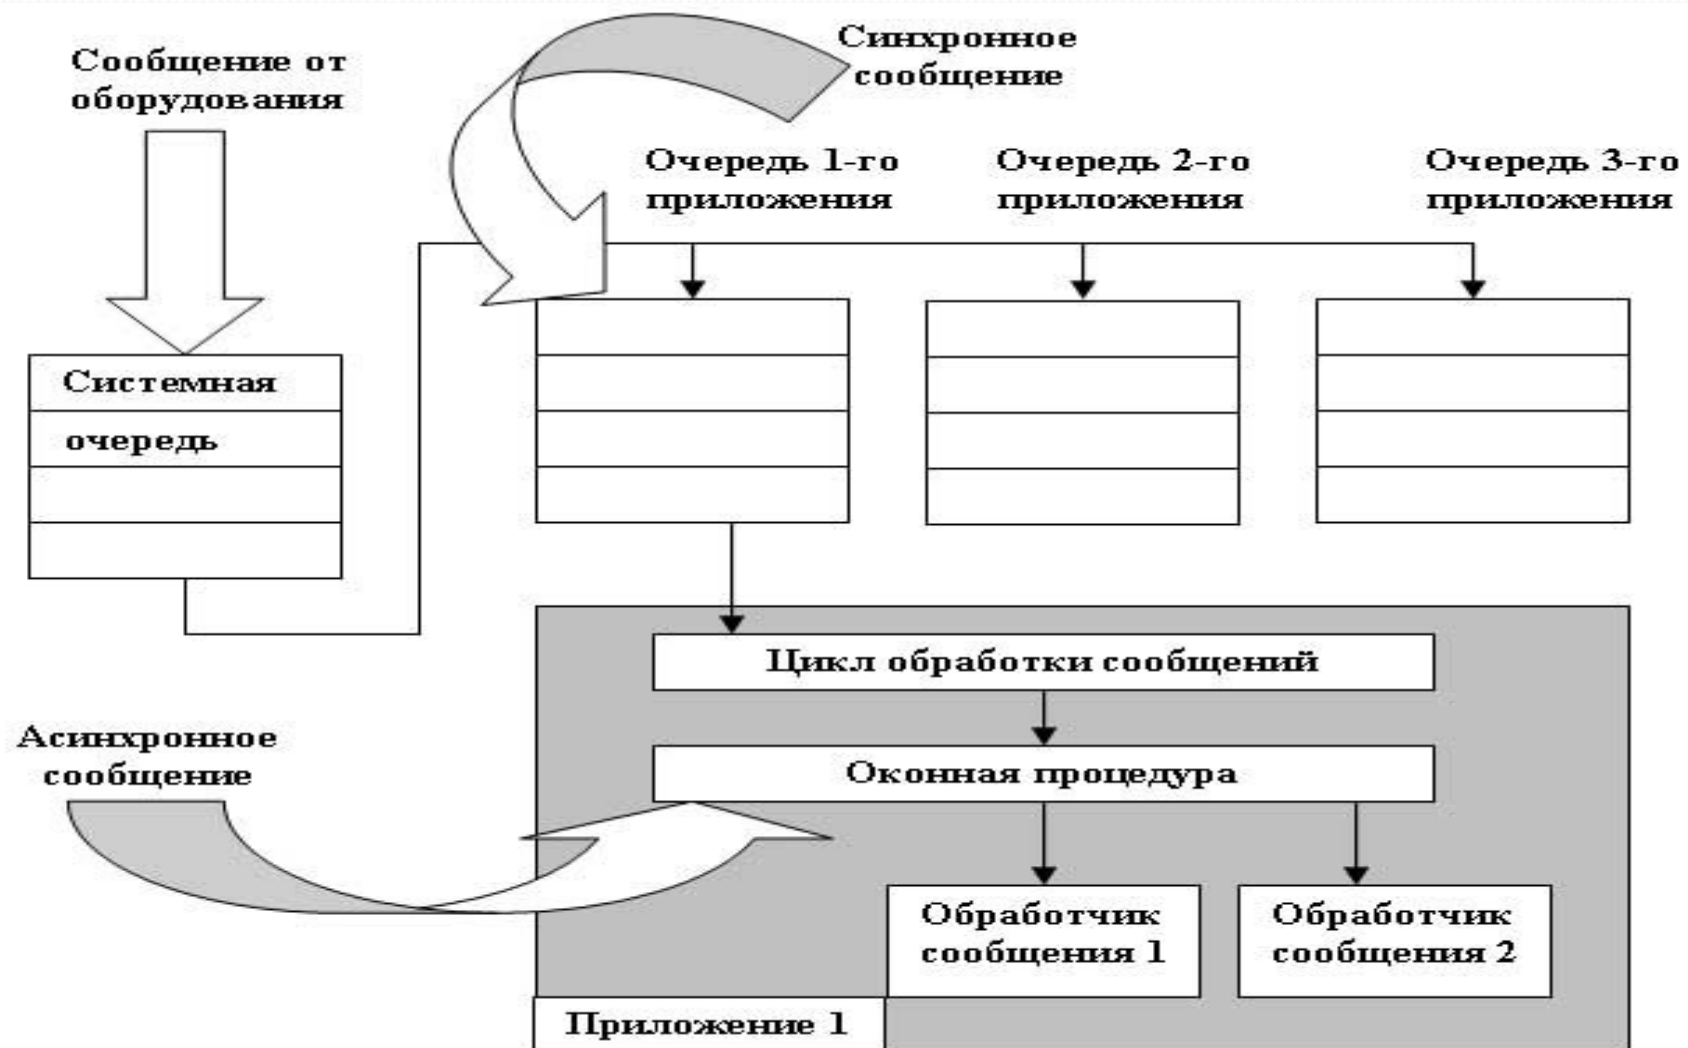 Сообщение от
оборудования
Синхронное
сообщение
Очередь 1-го
приложения
Очередь 2-го
приложения
Очередь 3-го
приложения
Системная
очередь
Цикл обработки сообщений
Асинхронное
сообщение
Оконная процедура
Обработчик
сообщения 1
Обработчик
сообщения 2
Приложение 1